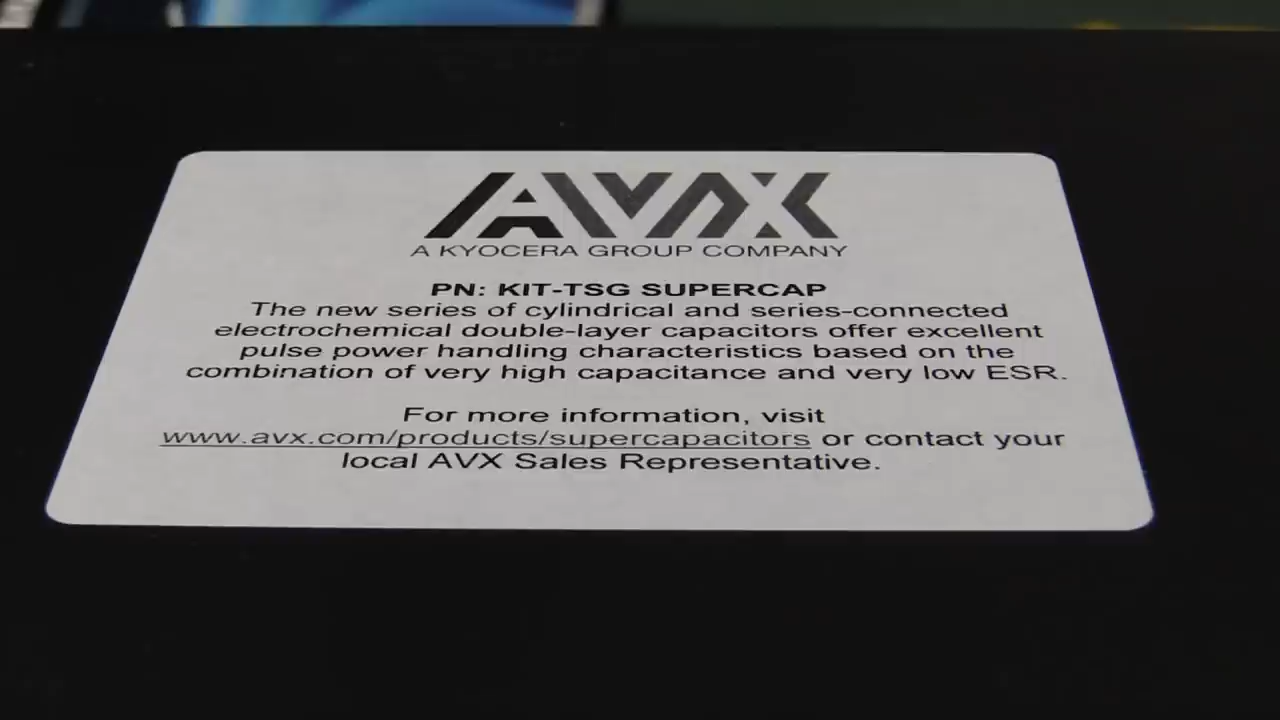 AVX
A KYOCERA GROUP COMPANY
PN: KIT-TSG SUPERCAP
The new series of cylindrical and series-connected
electrochemical double-layer capacitors offer excellent
pulse power handling characteristics based on the
combination of very high capacitance and very low ESR.
For more information, visit
www.avx.com/products/supercapacitors or contact your
local AVX Sales Representative.